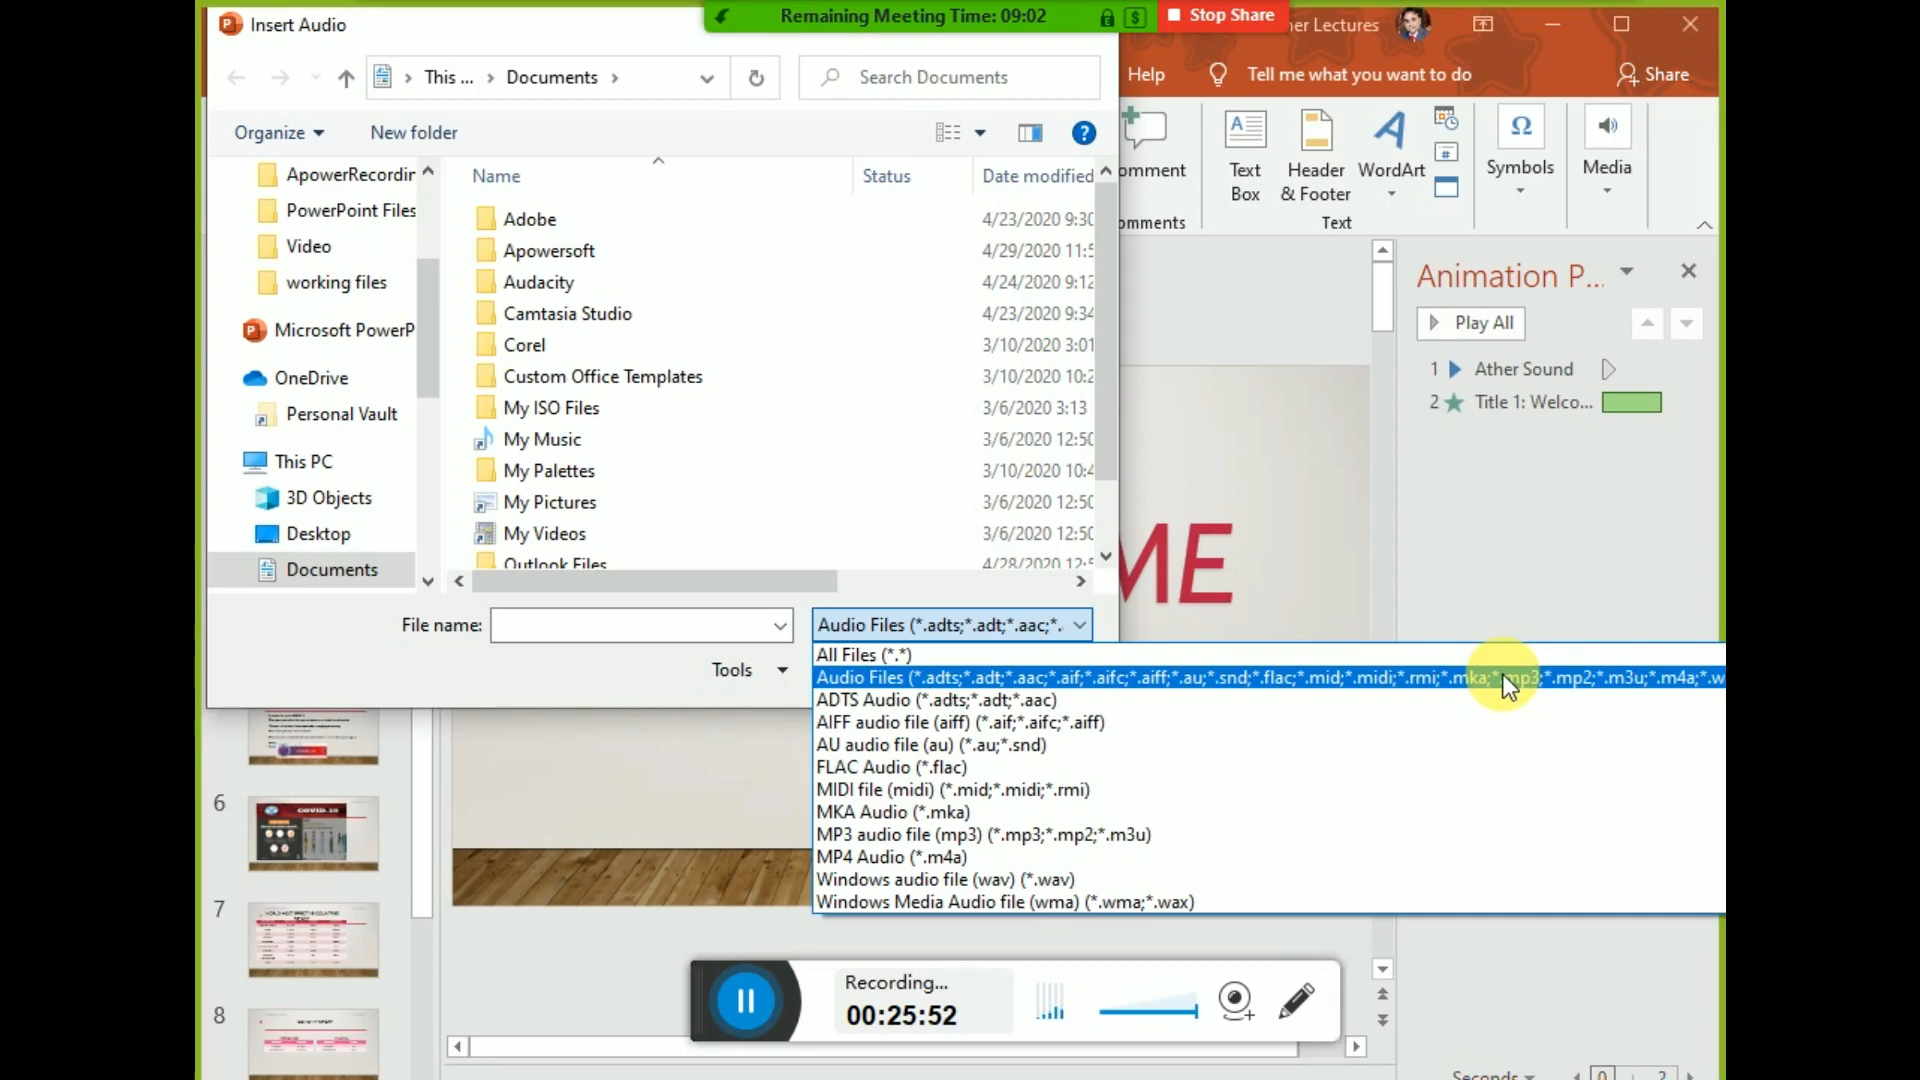 Insert Audio
Remaining Meeting Time: 09:02
Stop Share
her Lectures
This ...
Documents
Search Documents
Help
Tell me what you want to do
Share
Organize
New folder
omment
Text
Box
Header
& Footer
WordArt
Symbols
Media
omments
Text
Name
Status
Date modified
ApowerRecordin
PowerPoint Files
Video
working files
Microsoft PowerP
OneDrive
Personal Vault
This PC
3D Objects
Desktop
Documents
Adobe
4/23/2020 9:30
Apowersoft
4/29/2020 11:5
Audacity
4/24/2020 9:12
Camtasia Studio
4/23/2020 9:34
Corel
3/10/2020 3:01
Custom Office Templates
3/10/2020 10:2
My ISO Files
3/6/2020 3:13
My Music
3/6/2020 12:50
My Palettes
3/10/2020 10:4
My Pictures
3/6/2020 12:50
My Videos
3/6/2020 12:50
Outlook Files
4/28/2020 12:5
Animation P...
Play All
1 Ather Sound
2 Title 1: Welco...
ME
File name:
Audio Files (*.adts;*.adt;*.aac;*.
Tools
All Files (*.*)
Audio Files (*.adts;*.adt;*.aac;*.aif;*.aifc;*.aiff;*.au;*.snd;*.flac;*.mid;*.midi;*.rmi;*.mka;*.mp3;*.mp2;*.m3u;*.m4a;*.w
ADTS Audio (*.adts;*.adt;*.aac)
AIFF audio file (aiff) (*.aif;*.aifc;*.aiff)
AU audio file (au) (*.au;*.snd)
FLAC Audio (*.flac)
MIDI file (midi) (*.mid;*.midi;*.rmi)
MKA Audio (*.mka)
MP3 audio file (mp3) (*.mp3;*.mp2;*.m3u)
MP4 Audio (*.m4a)
Windows audio file (wav) (*.wav)
Windows Media Audio file (wma) (*.wma;*.wax)
6
COVID-19
7
8
Recording...
00:25:52
Seconds
0
2